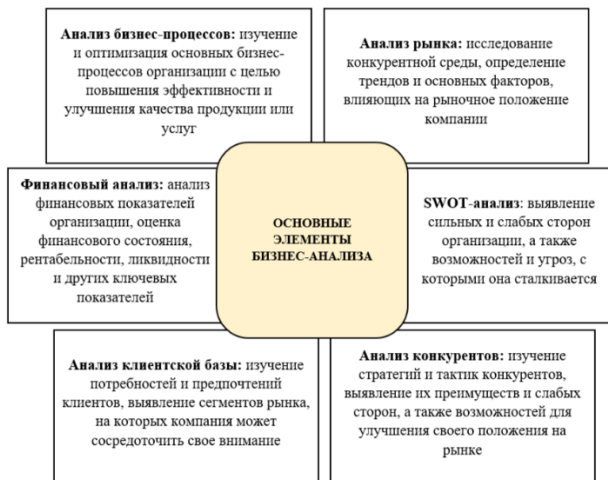 Анализ бизнес-процессов: изучение
и оптимизация основных бизнес-
процессов организации с целью
повышения эффективности и
улучшения качества продукции или
услуг
Анализ рынка: исследование
конкурентной среды, определение
трендов и основных факторов,
влияющих на рыночное положение
компании
Финансовый анализ: анализ
финансовых показателей
организации, оценка
финансового состояния,
рентабельности, ликвидности
и других ключевых
показателей
ОСНОВНЫЕ
ЭЛЕМЕНТЫ
БИЗНЕС-АНАЛИЗА
SWOT-анализ: выявление
сильных и слабых сторон
организации, а также
возможностей и угроз, с
которыми она сталкивается
Анализ клиентской базы: изучение
потребностей и предпочтений
клиентов, выявление сегментов рынка,
на которых компания может
сосредоточить свое внимание
Анализ конкурентов: изучение
стратегий и тактик конкурентов,
выявление их преимуществ и слабых
сторон, а также возможностей для
улучшения своего положения на
рынке